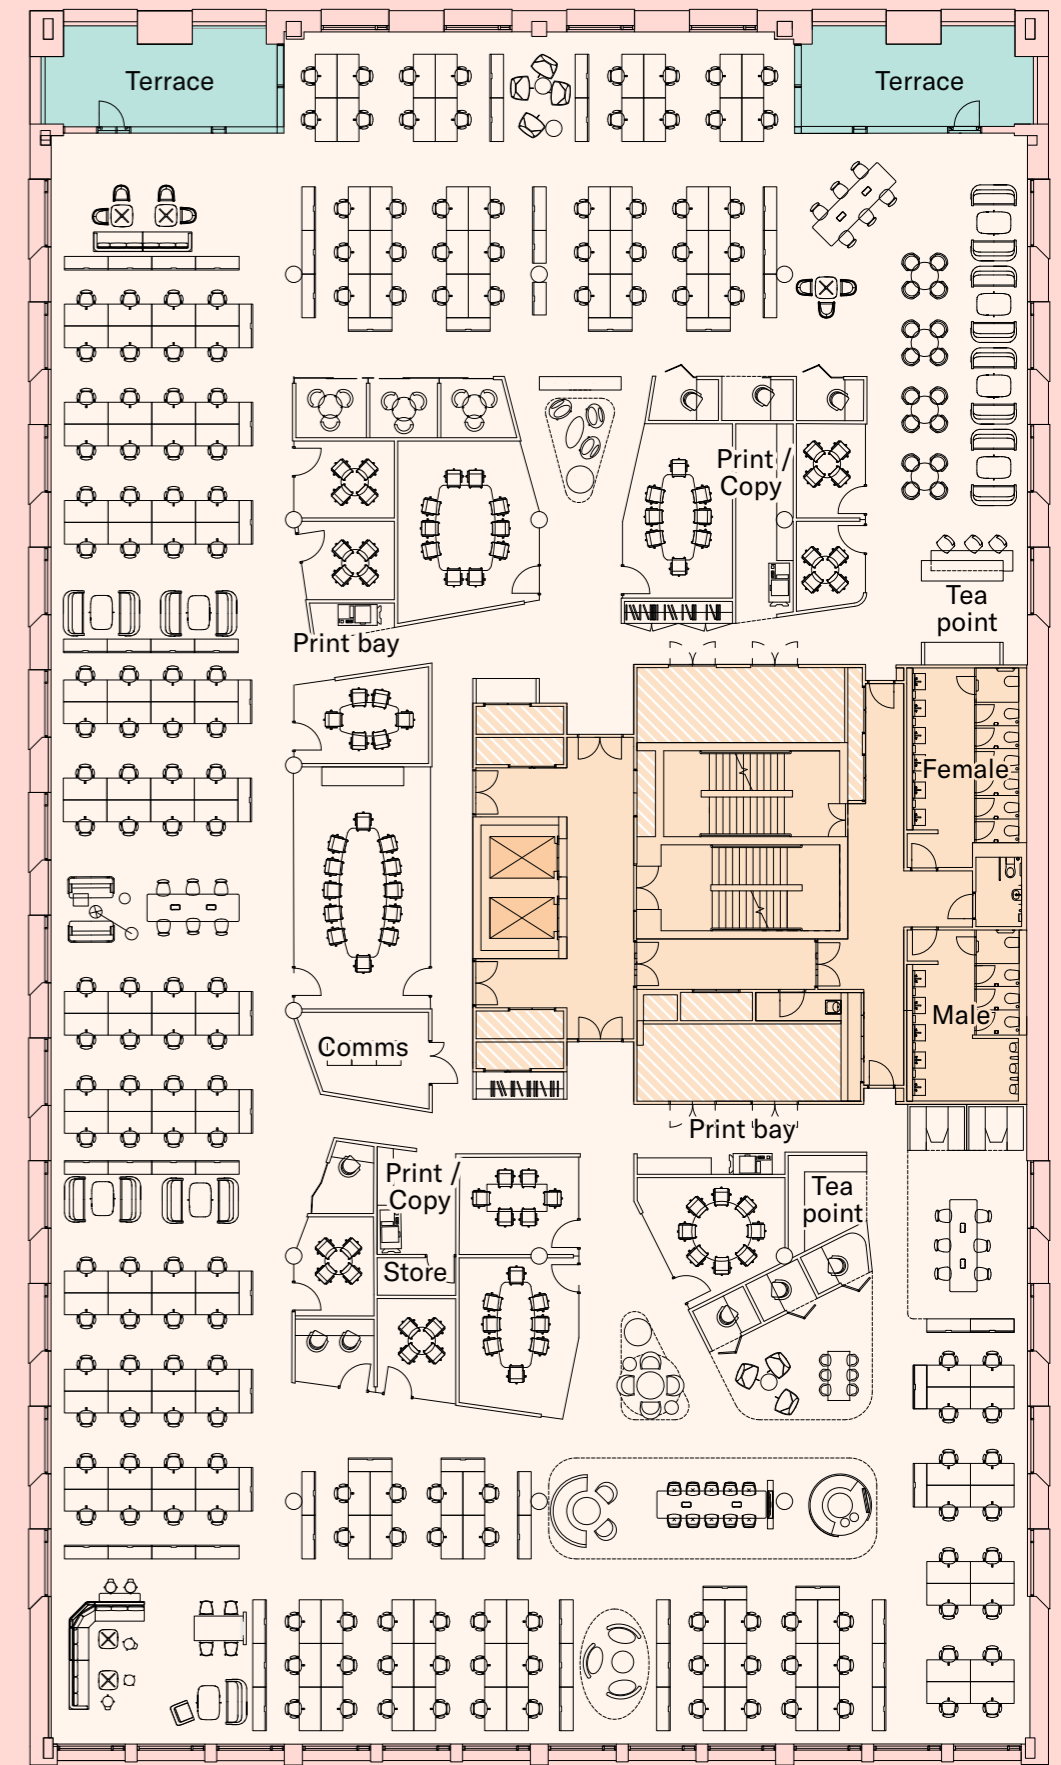 Terrace
Terrace
Print /
Copy
Tea
point
Print bay
Female
Male
Comms
Print bay
Print /
Copy
Tea
point
Store